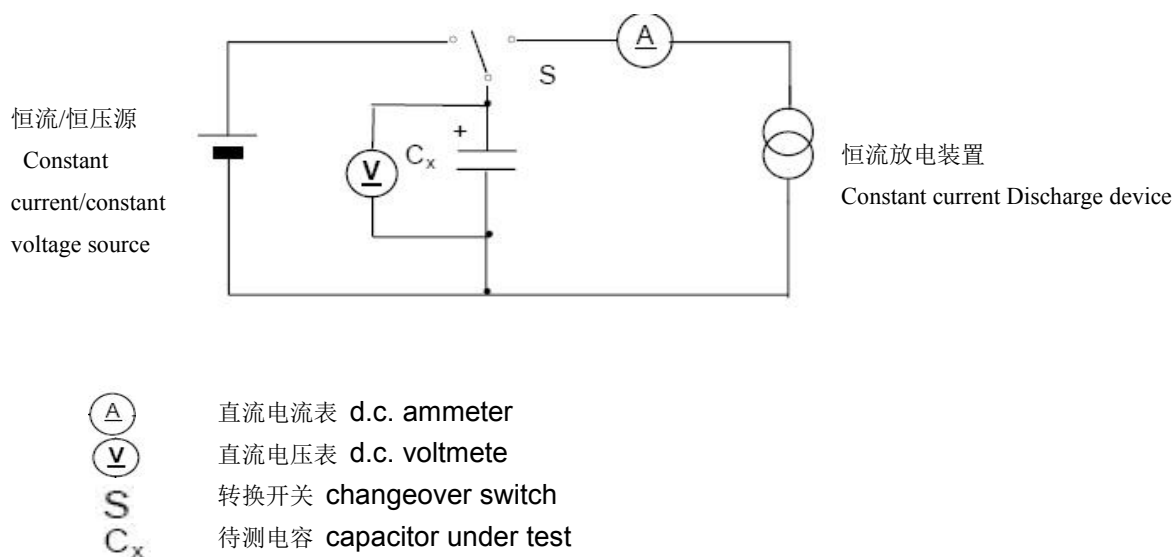 A
S
恒流/恒压源
Constant
current/constant
voltage source
+
V
Cx
恒流放电装置
Constant current Discharge device
A 直流电流表 d.c. ammeter
V 直流电压表 d.c. voltmete
S 转换开关 changeover switch
Cx 待测电容 capacitor under test